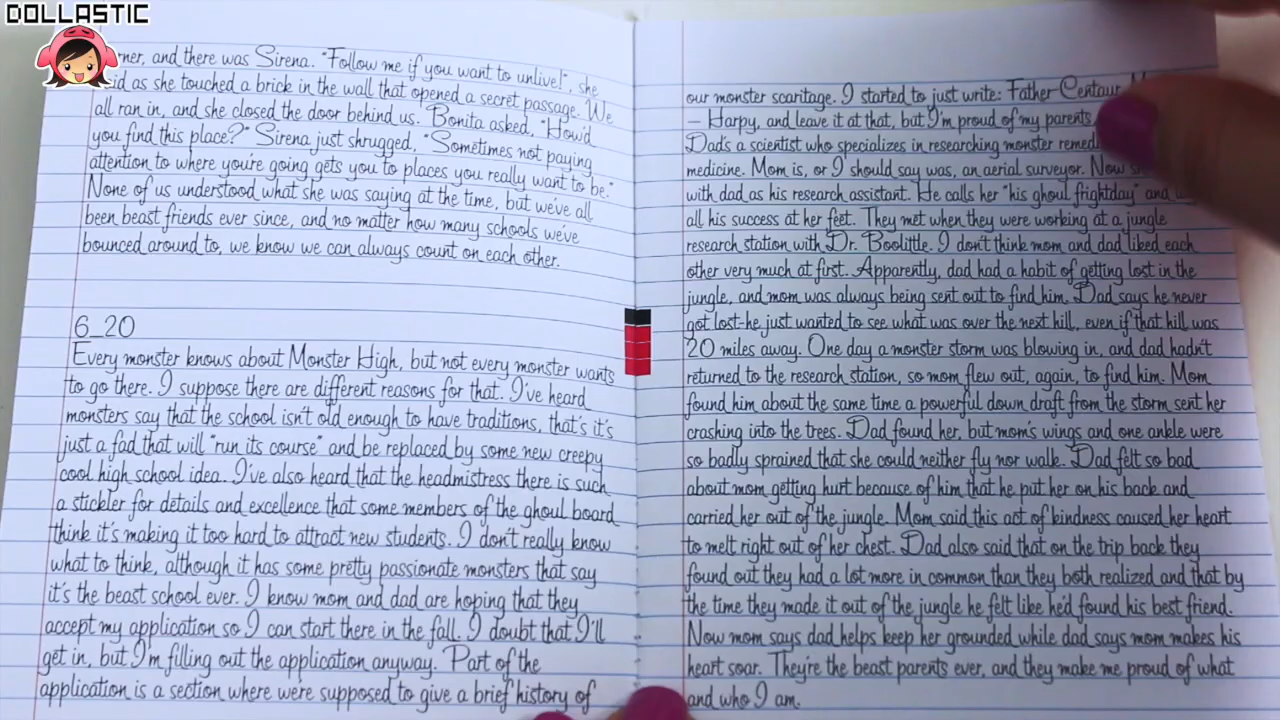 DOLLASTIC
rner, and there was Sirena. "Follow me if you want to unlive!", she
said as she touched a brick in the wall that opened a secret passage. We
all ran in, and she closed the door behind us. Bonita asked, "How'd
you find this place?" Sirena just shrugged, "Sometimes not paying
attention to where you're going gets you to places you really want to be."
None of us understood what she was saying at the time, but we've all
been beast friends ever since, and no matter how many schools we've
bounced around to, we know we can always count on each other.
6_20
Every monster knows about Monster High, but not every monster wants
to go there. I suppose there are different reasons for that. I've heard
monsters say that the school isn't old enough to have traditions, that's it's
just a fad that will "run its course" and be replaced by some new creepy
cool high school idea. I've also heard that the headmistress there is such
a stickler for details and excellence that some members of the ghoul board
think it's making it too hard to attract new students. I don't really know
what to think, although it has some pretty passionate monsters that say
it's the beast school ever. I know mom and dad are hoping that they
accept my application so I can start there in the fall. I doubt that I'll
get in, but I'm filling out the application anyway. Part of the
application is a section where were supposed to give a brief history of
our monster scaritage. I started to just write: Father Centaur
– Harpy, and leave it at that, but I'm proud of my parents
Dad's a scientist who specializes in researching monster
medicine. Mom is, or I should say was, an aerial surveyor. Now
with dad as his research assistant. He calls her "his ghoul frightday" and
all his success at her feet. They met when they were working at a jungle
research station with Dr. Boolittle. I don't think mom and dad liked each
other very much at first. Apparently, dad had a habit of getting lost in the
jungle, and mom was always being sent out to find him. Dad says he never
got lost-he just wanted to see what was over the next hill, even if that hill was
20 miles away. One day a monster storm was blowing in, and dad hadn't
returned to the research station, so mom flew out, again, to find him. Mom
found him about the same time a powerful down draft from the storm sent her
crashing into the trees. Dad found her, but mom's wings and one ankle were
so badly sprained that she could neither fly nor walk. Dad felt so bad
about mom getting hurt because of him that he put her on his back and
carried her out of the jungle. Mom said this act of kindness caused her heart
to melt right out of her chest. Dad also said that on the trip back they
found out they had a lot more in common than they both realized and that by
the time they made it out of the jungle he felt like he'd found his best friend.
Now mom says dad helps keep her grounded while dad says mom makes his
heart soar. They're the beast parents ever, and they make me proud of what
and who I am.